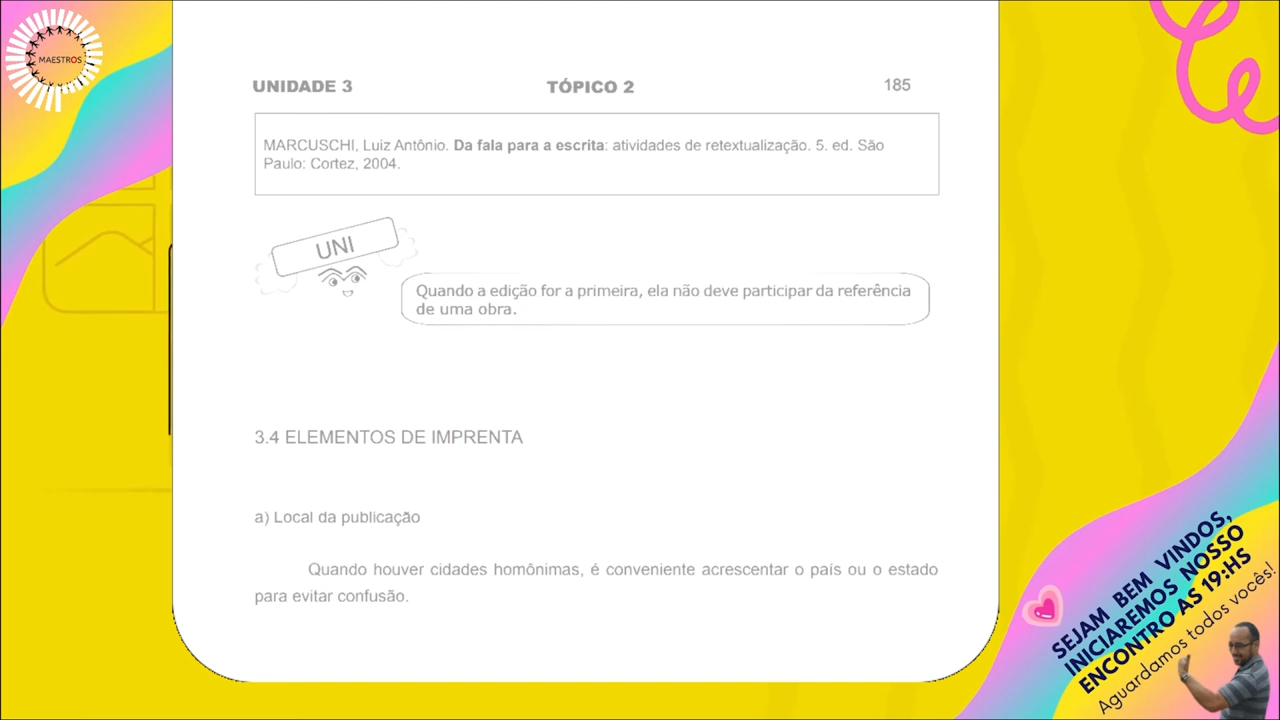 MAESTROS
UNIDADE 3 TÓPICO 2 185
MARCUSCHI, Luiz Antônio. Da fala para a escrita: atividades de retextualização. 5. ed. São
Paulo: Cortez, 2004.
UNI
Quando a edição for a primeira, ela não deve participar da referência
de uma obra.
3.4 ELEMENTOS DE IMPRENTA
a) Local da publicação
Quando houver cidades homônimas, é conveniente acrescentar o país ou o estado
para evitar confusão.
SEJAM BEM VINDOS,
INICIAREMOS NOSSO
ENCONTRO AS 19:HS
Aguardamos todos vocês!